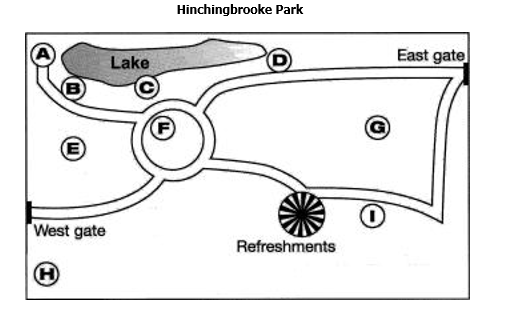 Hinchingbrooke Park
A
Lake
D
East gate
B
C
F
G
E
West gate
I
Refreshments
H